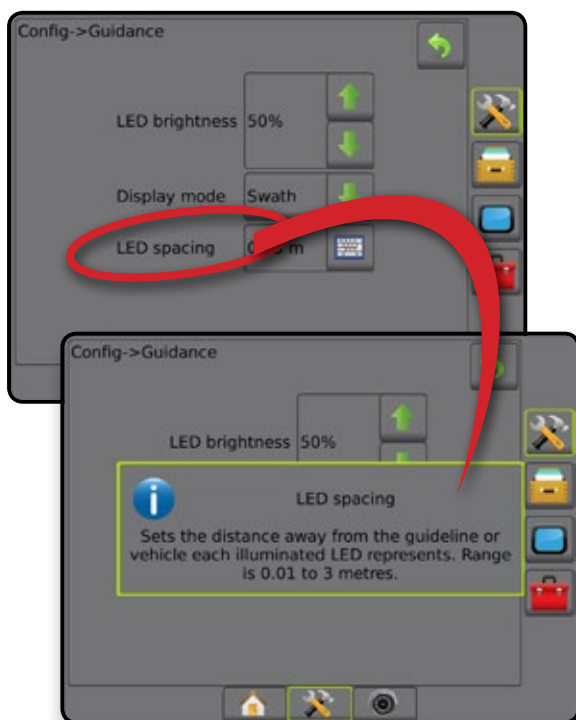 Config->Guidance
LED brightness 50%
Display mode Swath
LED spacing m
Config->Guidance
LED brightness 50%
i
LED spacing
Sets the distance away from the guideline or
vehicle each illuminated LED represents. Range
is 0.01 to 3 metres.